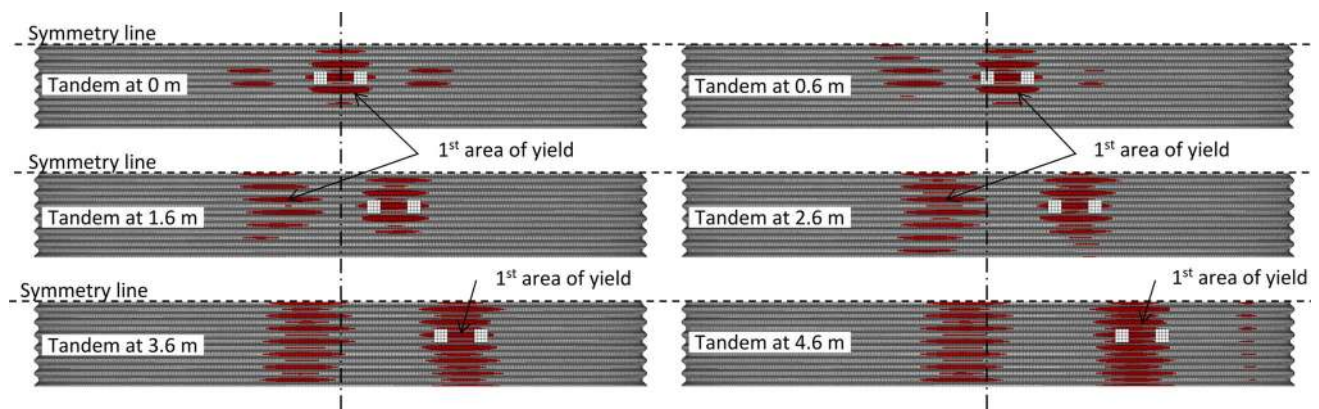 Symmetry line
Tandem at 0 m
Tandem at 0.6 m
1st area of yield
1st area of yield
Symmetry line
Tandem at 1.6 m
Tandem at 2.6 m
1st area of yield
1st area of yield
Symmetry line
Tandem at 3.6 m
Tandem at 4.6 m